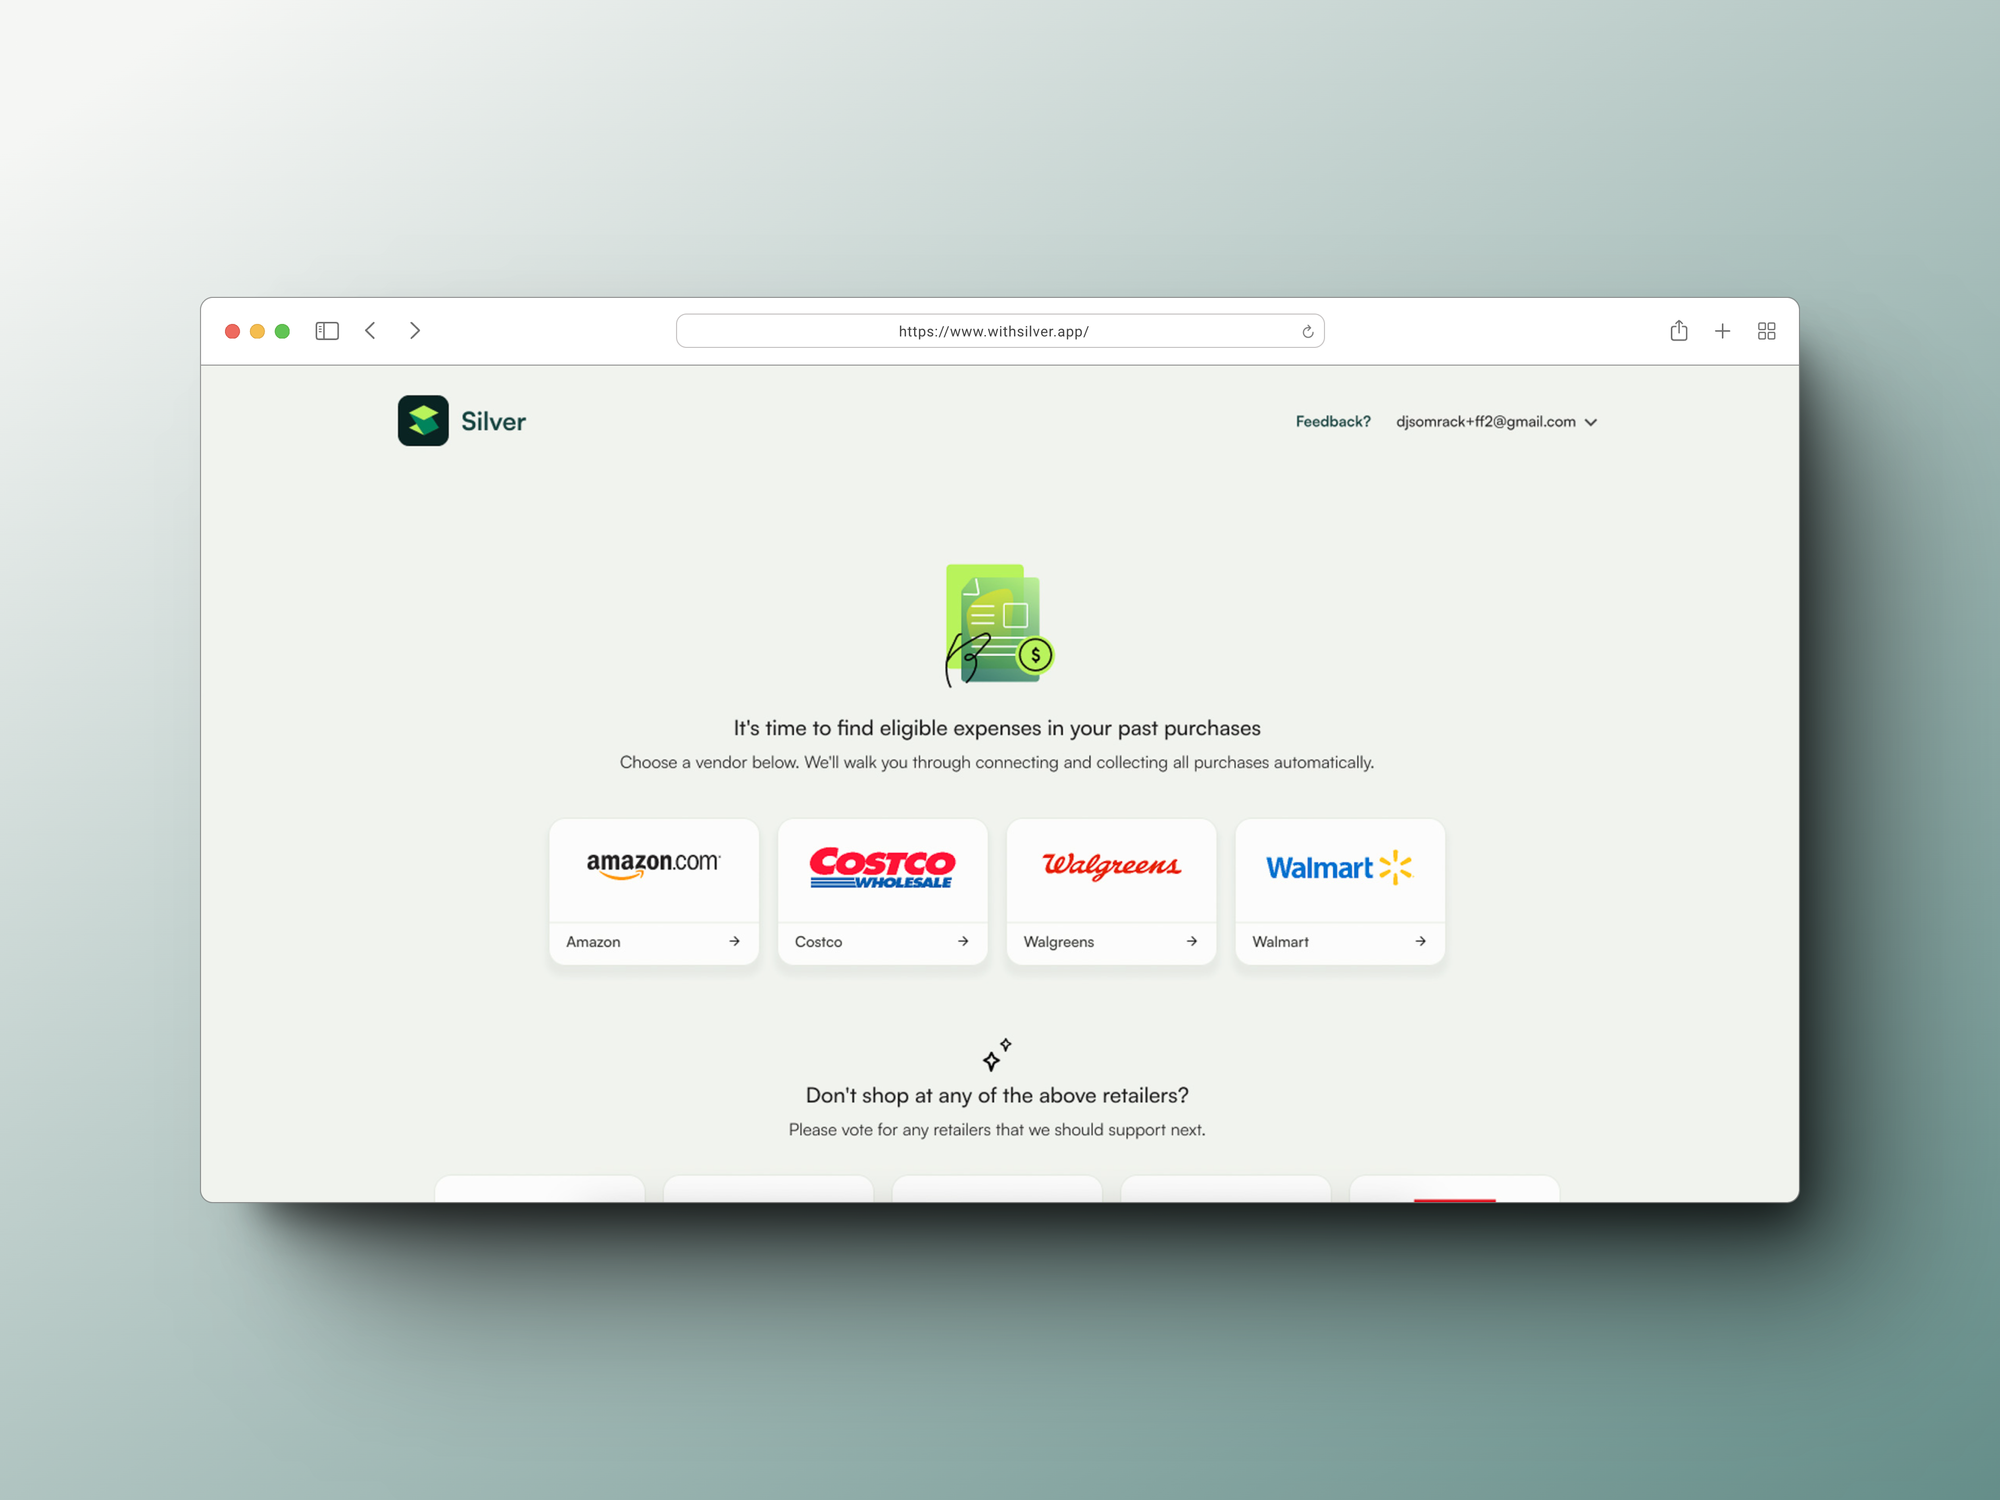 https://www.withsilver.app/
Silver
Feedback?
djsomrack+ff2@gmail.com
$
It's time to find eligible expenses in your past purchases
Choose a vendor below. We'll walk you through connecting and collecting all purchases automatically.
amazon.com
COSTCO
WHOLESALE
Walgreens
Walmart
Amazon
Costco
Walgreens
Walmart
Don't shop at any of the above retailers?
Please vote for any retailers that we should support next.